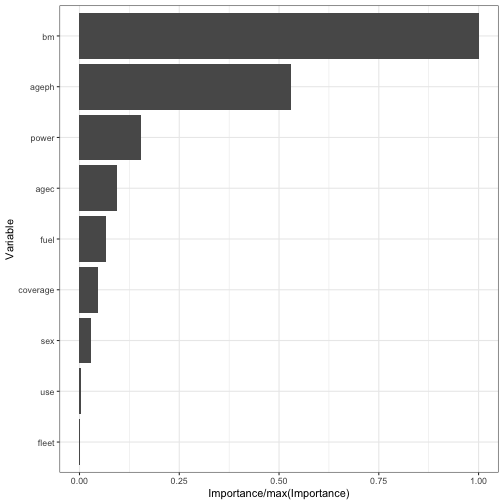 bm
ageph
power
agec
fuel
coverage
sex
use
fleet
Variable
0.00 0.25 0.50 0.75 1.00
Importance/max(Importance)